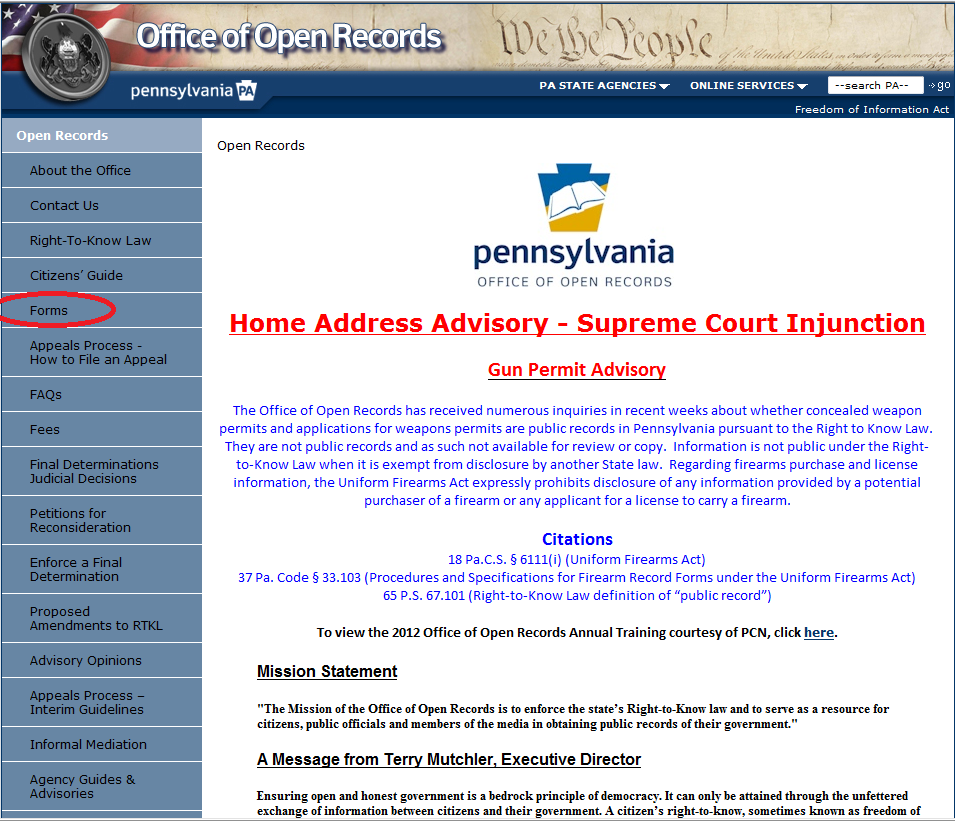 Office of Open Records
We the People
pennsylvania PA
PA STATE AGENCIES
ONLINE SERVICES
--search PA--
go
Freedom of Information Act
Open Records
About the Office
Contact Us
Right-To-Know Law
Citizens' Guide
Forms
Appeals Process -
How to File an Appeal
FAQs
Fees
Final Determinations
Judicial Decisions
Petitions for
Reconsideration
Enforce a Final
Determination
Proposed
Amendments to RTKL
Advisory Opinions
Appeals Process –
Interim Guidelines
Informal Mediation
Agency Guides &
Advisories
Open Records
pennsylvania
OFFICE OF OPEN RECORDS
Home Address Advisory - Supreme Court Injunction
Gun Permit Advisory
The Office of Open Records has received numerous inquiries in recent weeks about whether concealed weapon
permits and applications for weapons permits are public records in Pennsylvania pursuant to the Right to Know Law.
They are not public records and as such not available for review or copy.  Information is not public under the Right-
to-Know Law when it is exempt from disclosure by another State law.  Regarding firearms purchase and license
information, the Uniform Firearms Act expressly prohibits disclosure of any information provided by a potential
purchaser of a firearm or any applicant for a license to carry a firearm.
Citations
18 Pa.C.S. § 6111(i) (Uniform Firearms Act)
37 Pa. Code § 33.103 (Procedures and Specifications for Firearm Record Forms under the Uniform Firearms Act)
65 P.S. 67.101 (Right-to-Know Law definition of “public record”)
To view the 2012 Office of Open Records Annual Training courtesy of PCN, click here.
Mission Statement
"The Mission of the Office of Open Records is to enforce the state’s Right-to-Know law and to serve as a resource for
citizens, public officials and members of the media in obtaining public records of their government."
A Message from Terry Mutchler, Executive Director
Ensuring open and honest government is a bedrock principle of democracy. It can only be attained through the unfettered
exchange of information between citizens and their government. A citizen’s right-to-know, sometimes known as freedom of